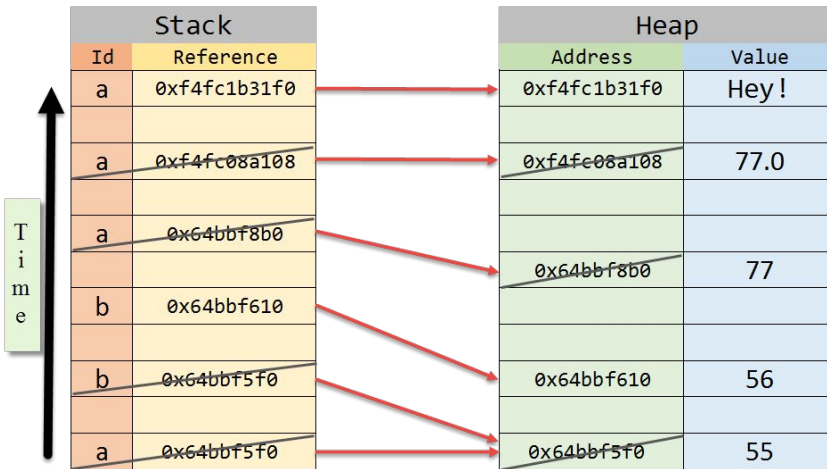 Stack Heap
Id Reference Address Value
a 0xf4fc1b31f0 0xf4fc1b31f0 Hey!
a 0xf4fc08a108 0xf4fc08a108 77.0
a 0x64bbf8b0
0x64bbf8b0 77
b 0x64bbf610
b 0x64bbf5f0 0x64bbf610 56
a 0x64bbf5f0 0x64bbf5f0 55
Time